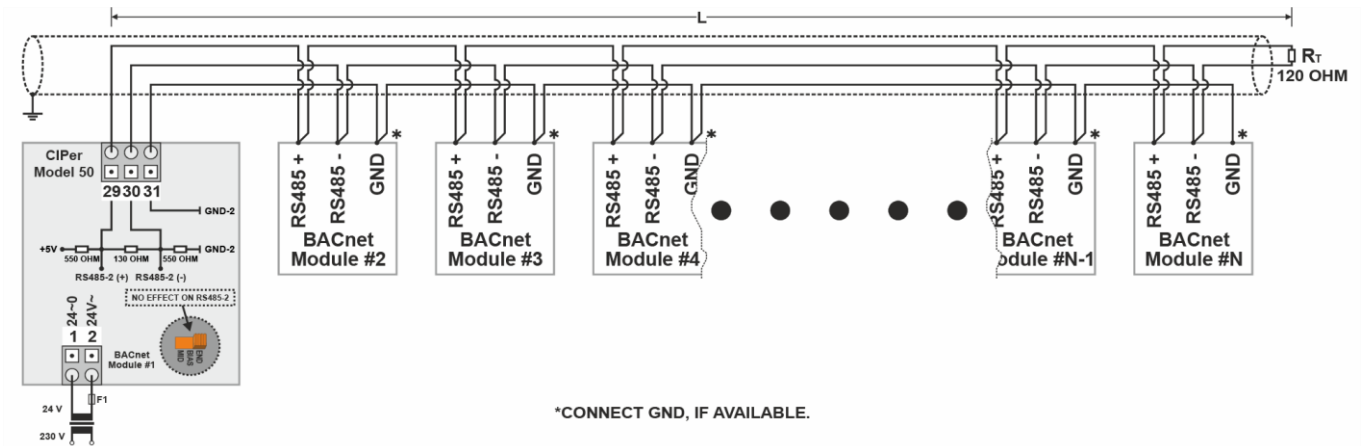 L
RT
120 OHM
CIPer
Model 50
29 30 31
GND-2
+5V
GND-2
550 OHM 130 OHM 550 OHM
RS485-2 (+) RS485-2 (-)
NO EFFECT ON RS485-2
24~0
24V~
1 2
MID
BIAS
END
BACnet
Module #1
F1
24 V
230 V
RS485 +
RS485 -
GND
*
BACnet
Module #2
RS485 +
RS485 -
GND
*
BACnet
Module #3
RS485 +
RS485 -
GND
*
BACnet
Module #4
RS485 +
RS485 -
GND
*
BACnet
odule #N-1
RS485 +
RS485 -
GND
*
BACnet
Module #N
*CONNECT GND, IF AVAILABLE.